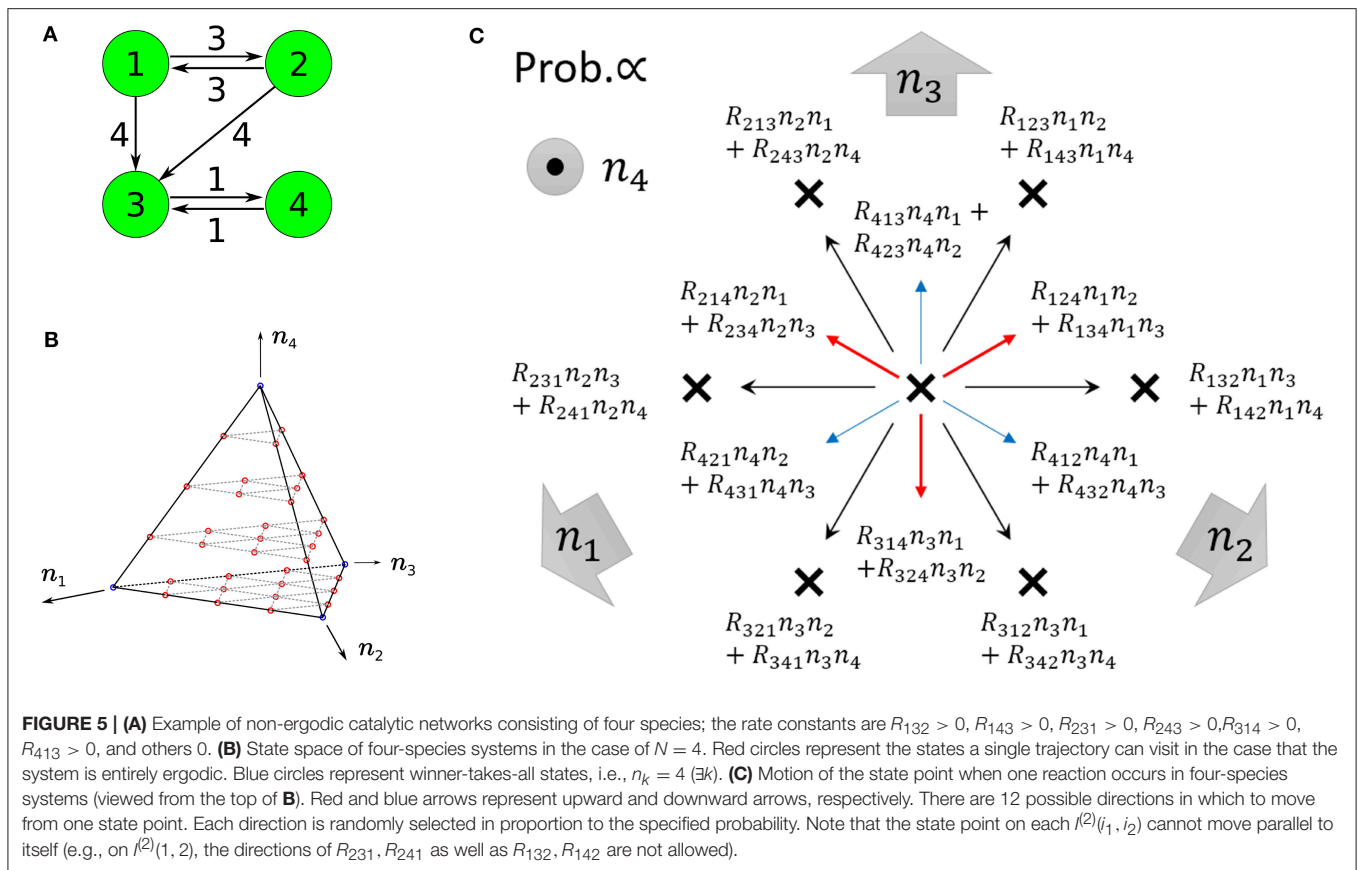 A
1
3
2
3
4
4
3
1
4
1
B
n4
n1
n3
n2
C
Prob.∝
n4
n3
R213n2n1
+ R243n2n4
R123n1n2
+ R143n1n4
R413n4n1 +
R423n4n2
R214n2n1
+ R234n2n3
R124n1n2
+ R134n1n3
R231n2n3
+ R241n2n4
R132n1n3
+ R142n1n4
R421n4n2
+ R431n4n3
R412n4n1
+ R432n4n3
n1
n2
R314n3n1
+R324n3n2
R321n3n2
+ R341n3n4
R312n3n1
+ R342n3n4
FIGURE 5 | (A) Example of non-ergodic catalytic networks consisting of four species; the rate constants are R132 > 0, R143 > 0, R231 > 0, R243 > 0,R314 > 0,
R413 > 0, and others 0. (B) State space of four-species systems in the case of N = 4. Red circles represent the states a single trajectory can visit in the case that the
system is entirely ergodic. Blue circles represent winner-takes-all states, i.e., nk = 4 (∃k). (C) Motion of the state point when one reaction occurs in four-species
systems (viewed from the top of B). Red and blue arrows represent upward and downward arrows, respectively. There are 12 possible directions in which to move
from one state point. Each direction is randomly selected in proportion to the specified probability. Note that the state point on each l(2)(i1, i2) cannot move parallel to
itself (e.g., on l(2)(1, 2), the directions of R231, R241 as well as R132, R142 are not allowed).